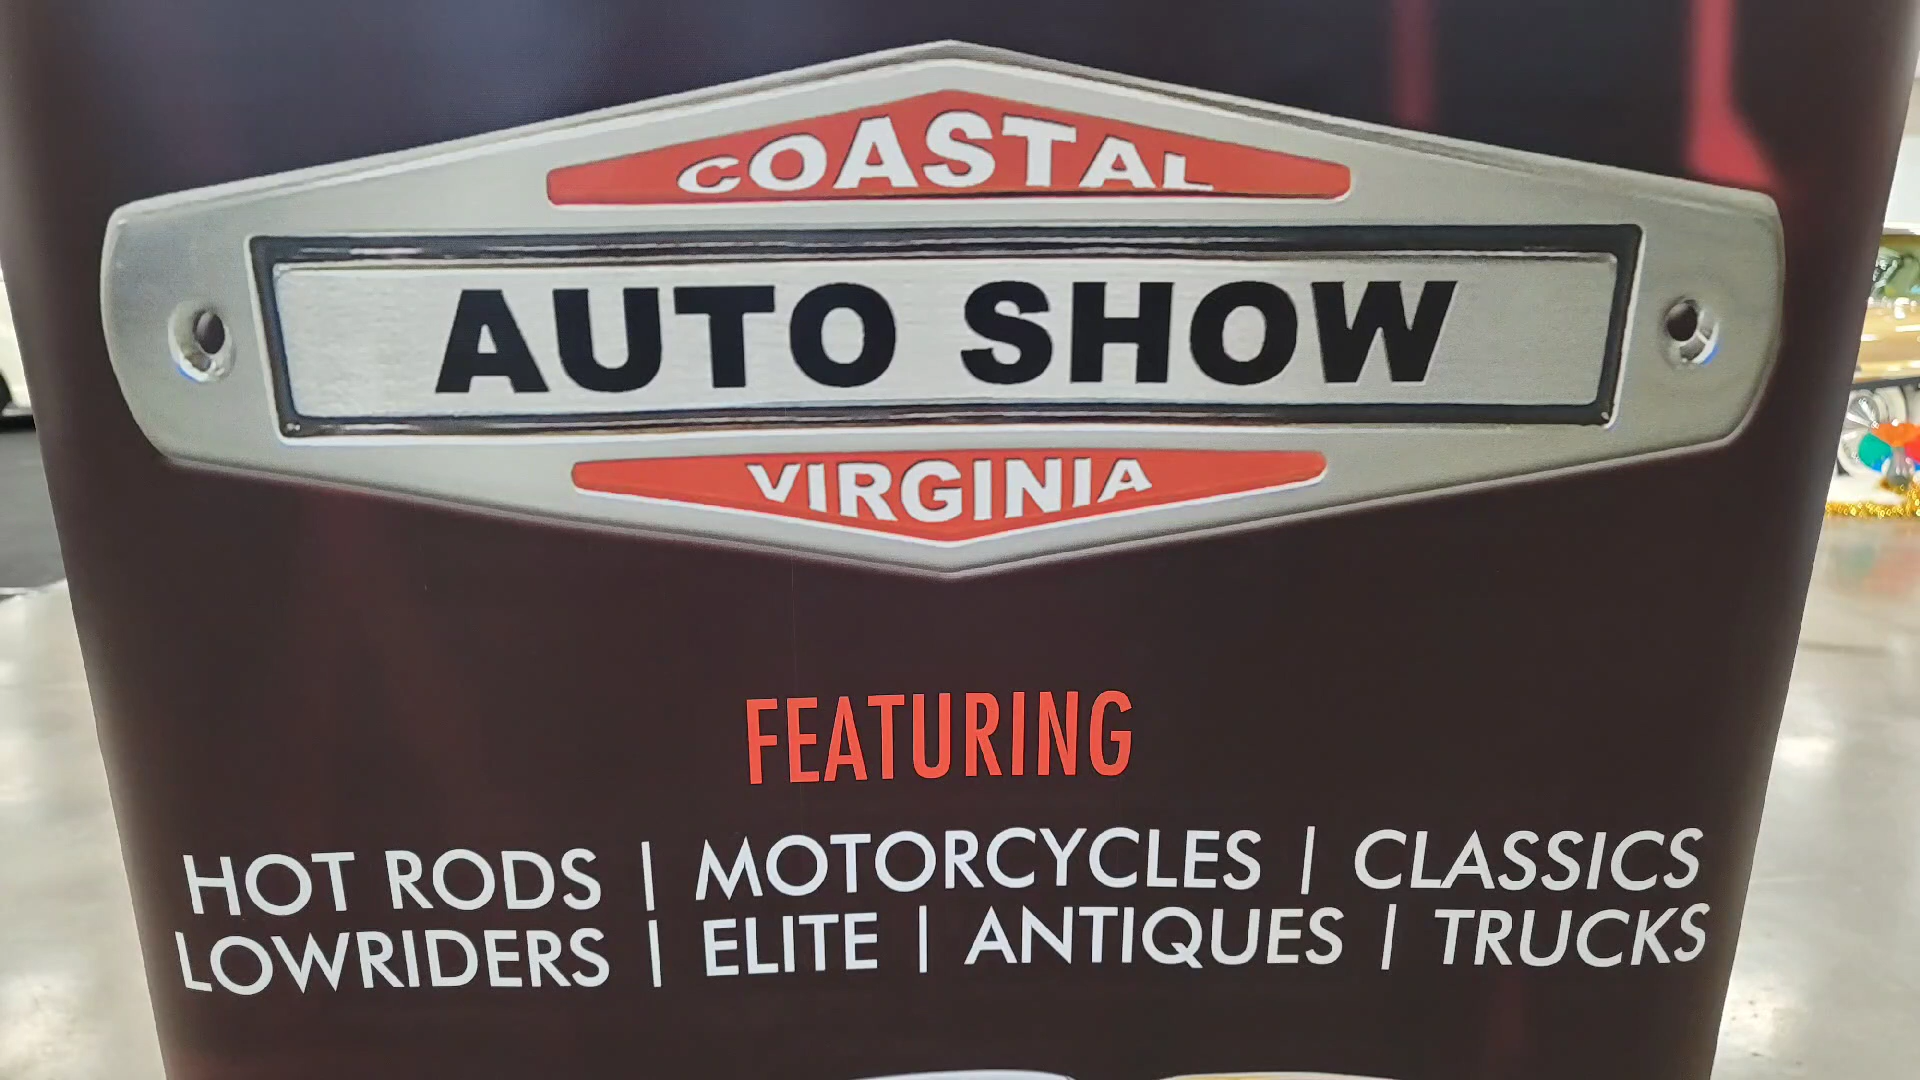 COASTAL
AUTO SHOW
VIRGINIA
FEATURING
HOT RODS | MOTORCYCLES | CLASSICS
LOWRIDERS | ELITE | ANTIQUES | TRUCKS